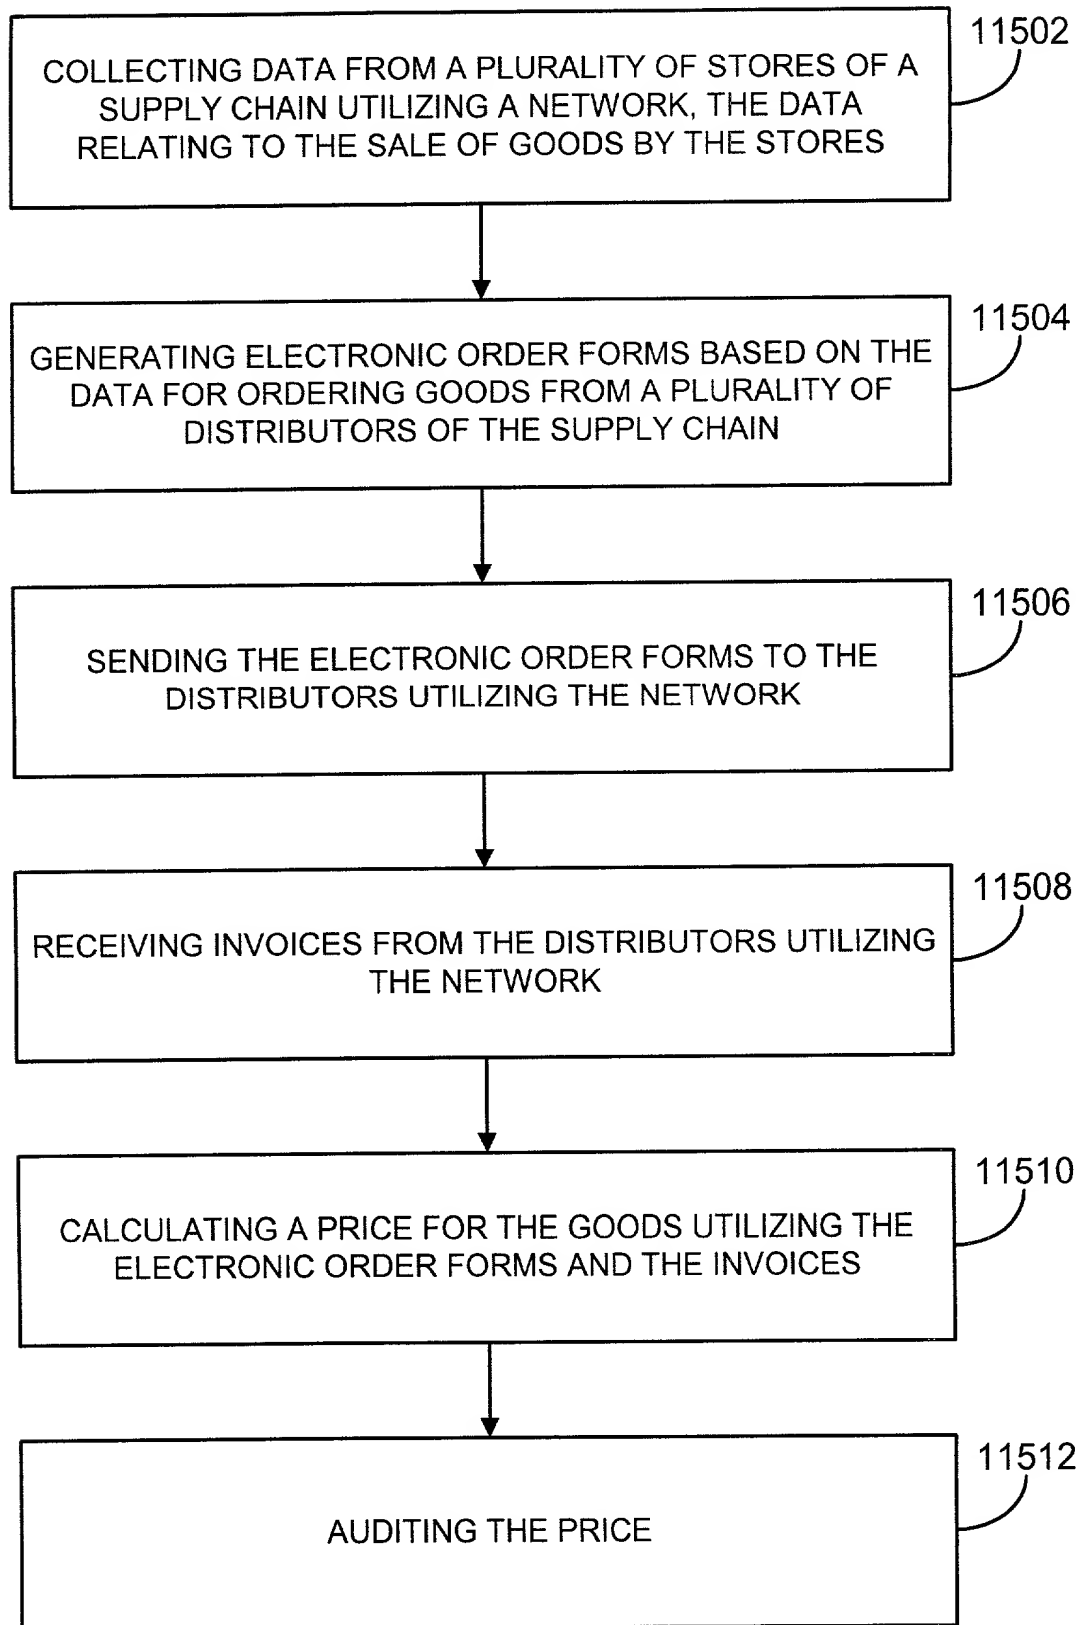 11502
COLLECTING DATA FROM A PLURALITY OF STORES OF A
SUPPLY CHAIN UTILIZING A NETWORK, THE DATA
RELATING TO THE SALE OF GOODS BY THE STORES
11504
GENERATING ELECTRONIC ORDER FORMS BASED ON THE
DATA FOR ORDERING GOODS FROM A PLURALITY OF
DISTRIBUTORS OF THE SUPPLY CHAIN
11506
SENDING THE ELECTRONIC ORDER FORMS TO THE
DISTRIBUTORS UTILIZING THE NETWORK
11508
RECEIVING INVOICES FROM THE DISTRIBUTORS UTILIZING
THE NETWORK
11510
CALCULATING A PRICE FOR THE GOODS UTILIZING THE
ELECTRONIC ORDER FORMS AND THE INVOICES
11512
AUDITING THE PRICE